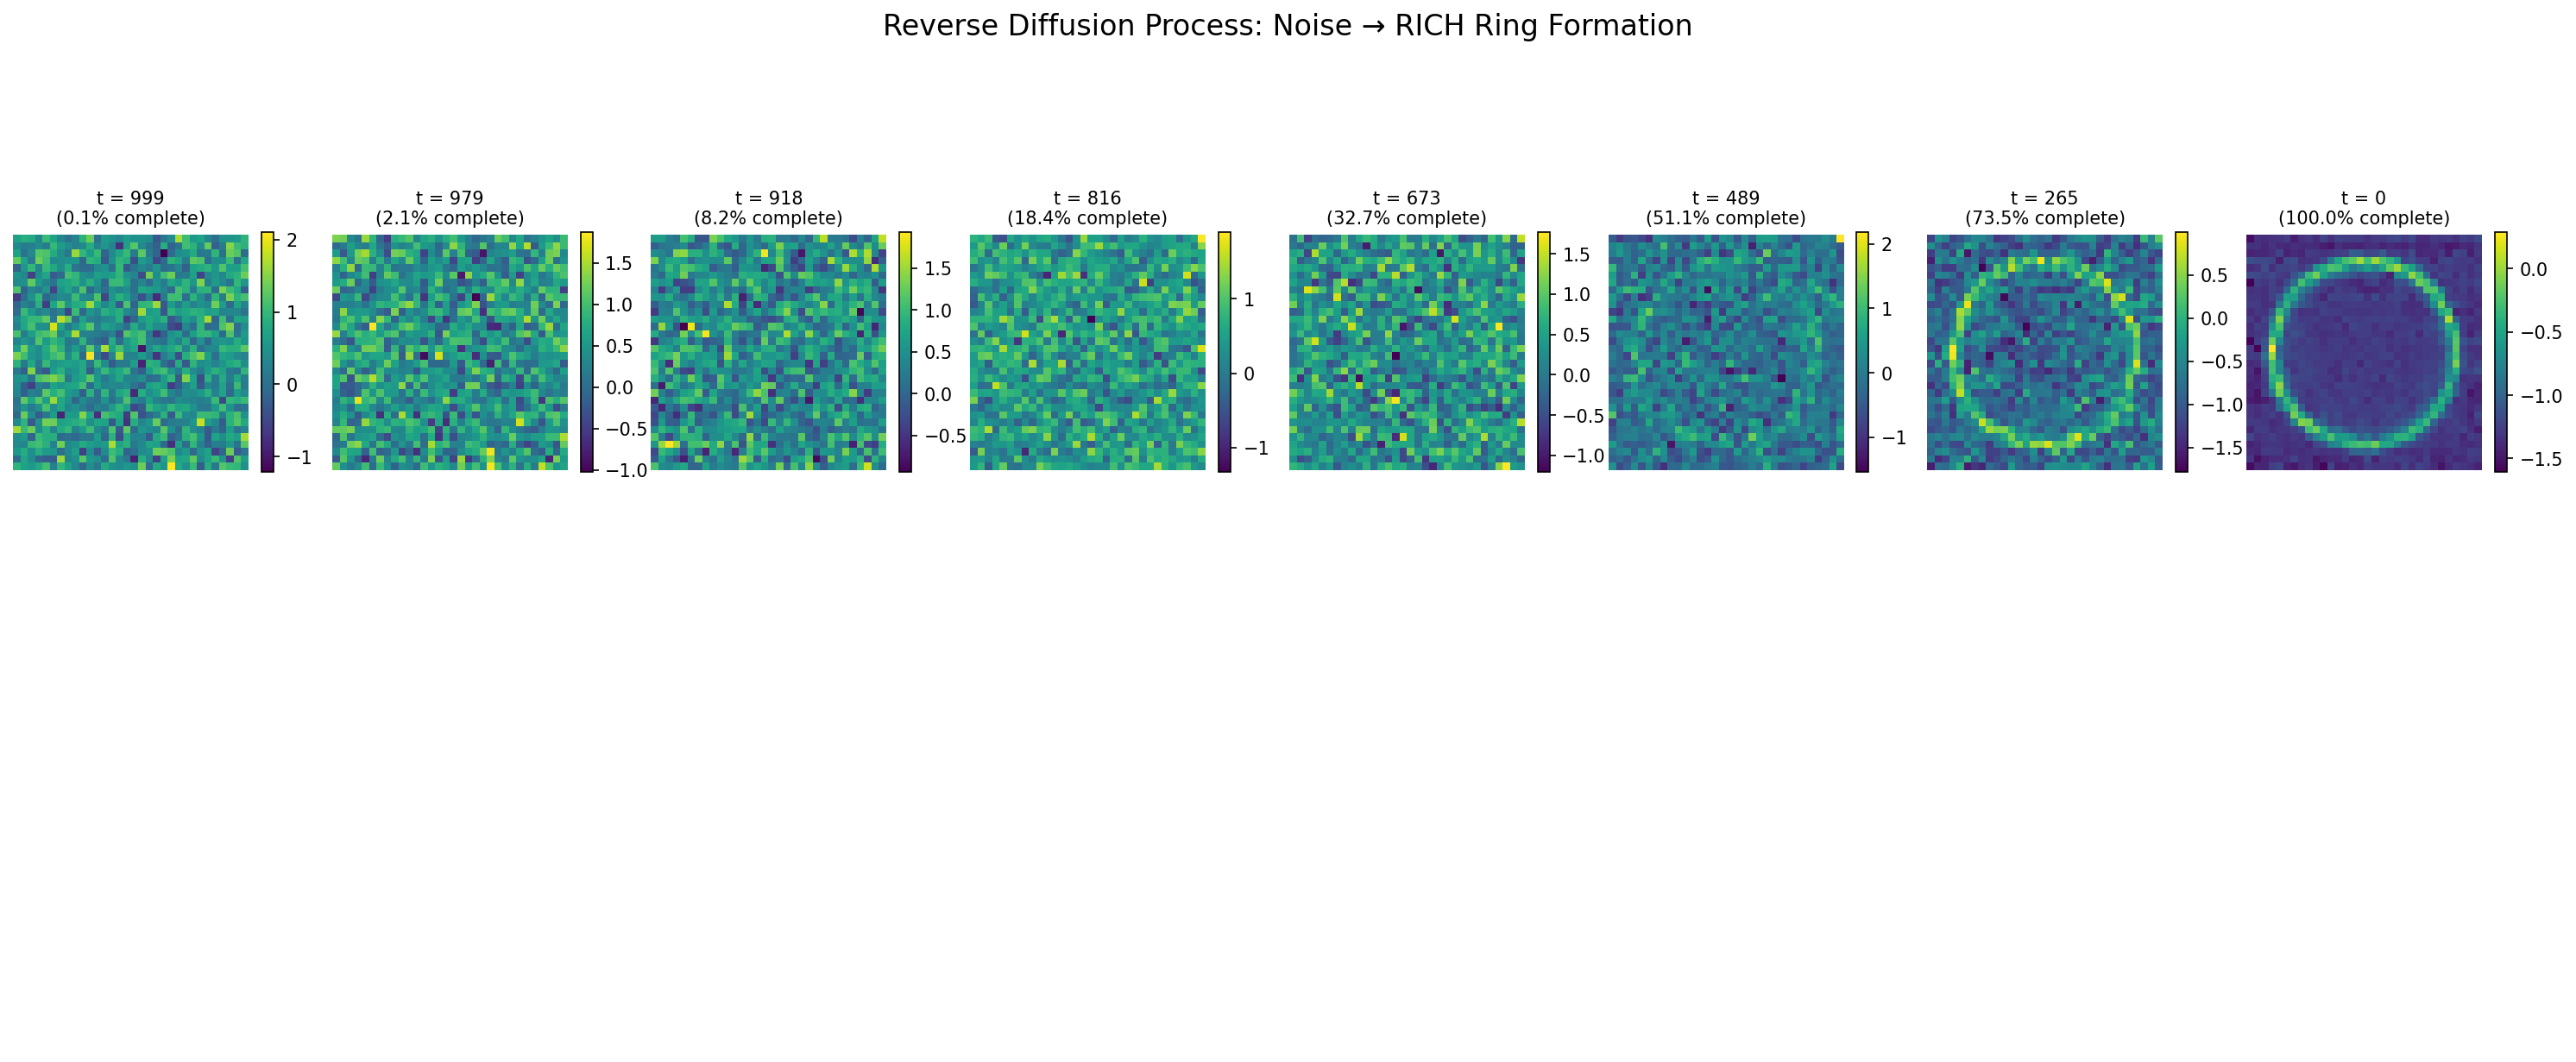 Reverse Diffusion Process: Noise → RICH Ring Formation
t = 999
(0.1% complete)
2
1
0
−1
t = 979
(2.1% complete)
1.5
1.0
0.5
0.0
−0.5
−1.0
t = 918
(8.2% complete)
1.5
1.0
0.5
0.0
−0.5
t = 816
(18.4% complete)
1
0
−1
t = 673
(32.7% complete)
1.5
1.0
0.5
0.0
−0.5
−1.0
t = 489
(51.1% complete)
2
1
0
−1
t = 265
(73.5% complete)
0.5
0.0
−0.5
−1.0
−1.5
t = 0
(100.0% complete)
0.0
−0.5
−1.0
−1.5